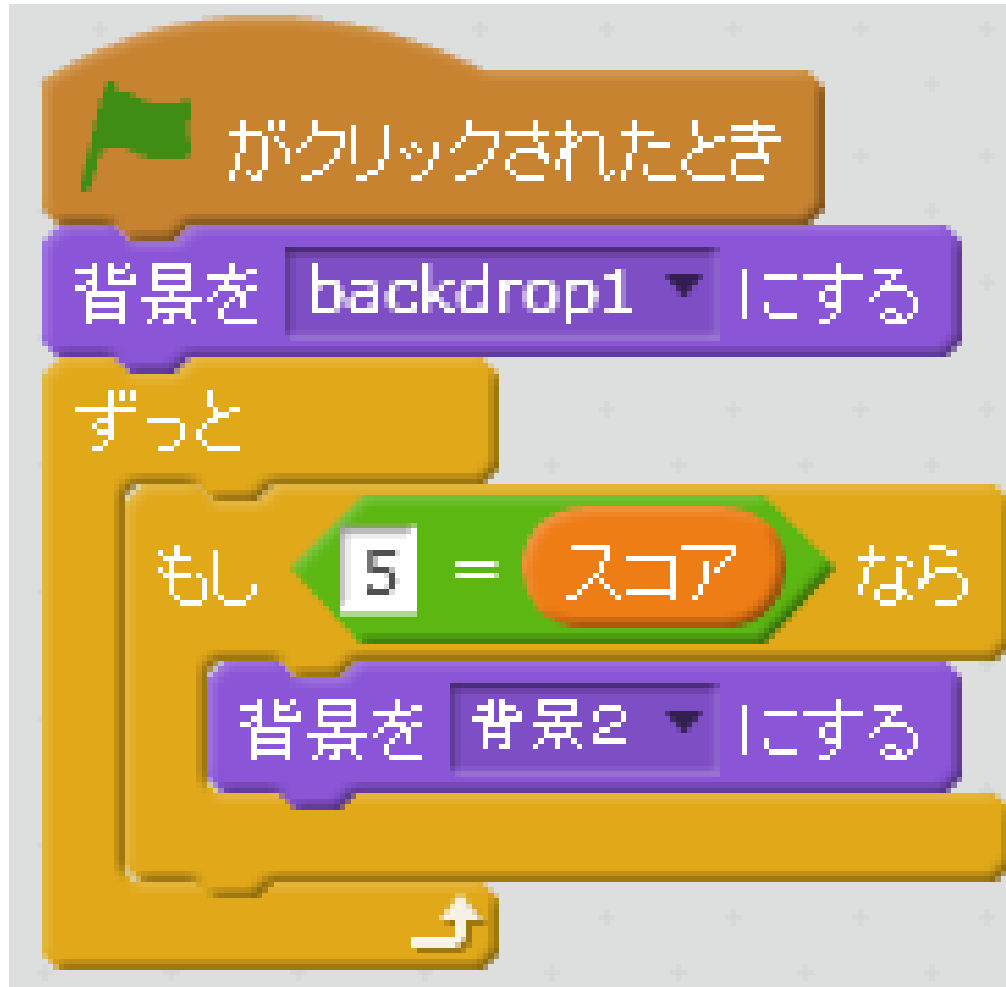 がクリックされたとき
背景を backdrop1 にする
ずっと
もし 5 = スコア なら
背景を 背景2 にする